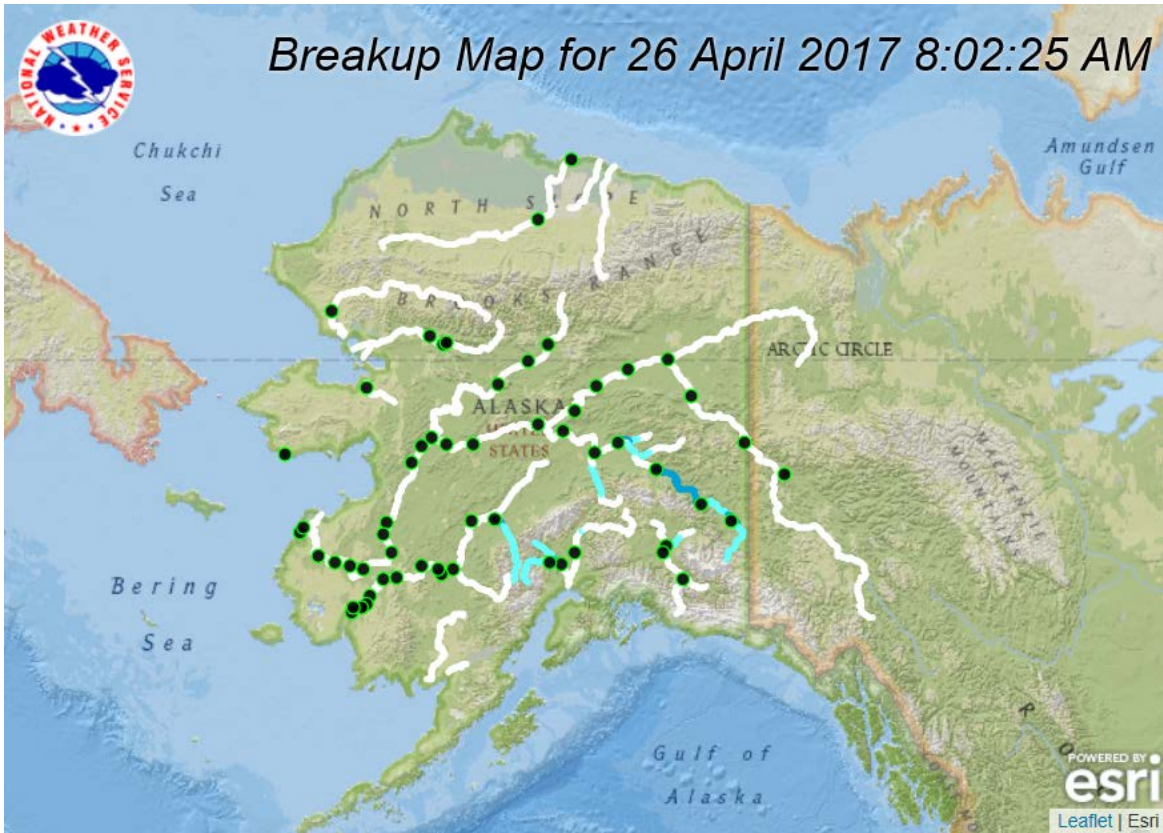 NATIONAL WEATHER SERVICE
Breakup Map for 26 April 2017 8:02:25 AM
Chukchi
Sea
Amundsen
Gulf
NORTH SLOPE
BROOKS RANGE
ARCTIC CIRCLE
ALASKA
UNITED
STATES
MACKENZIE
MOUNTAINS
Bering
Sea
Gulf of
Alaska
R O
POWERED BY
esri
Leaflet | Esri